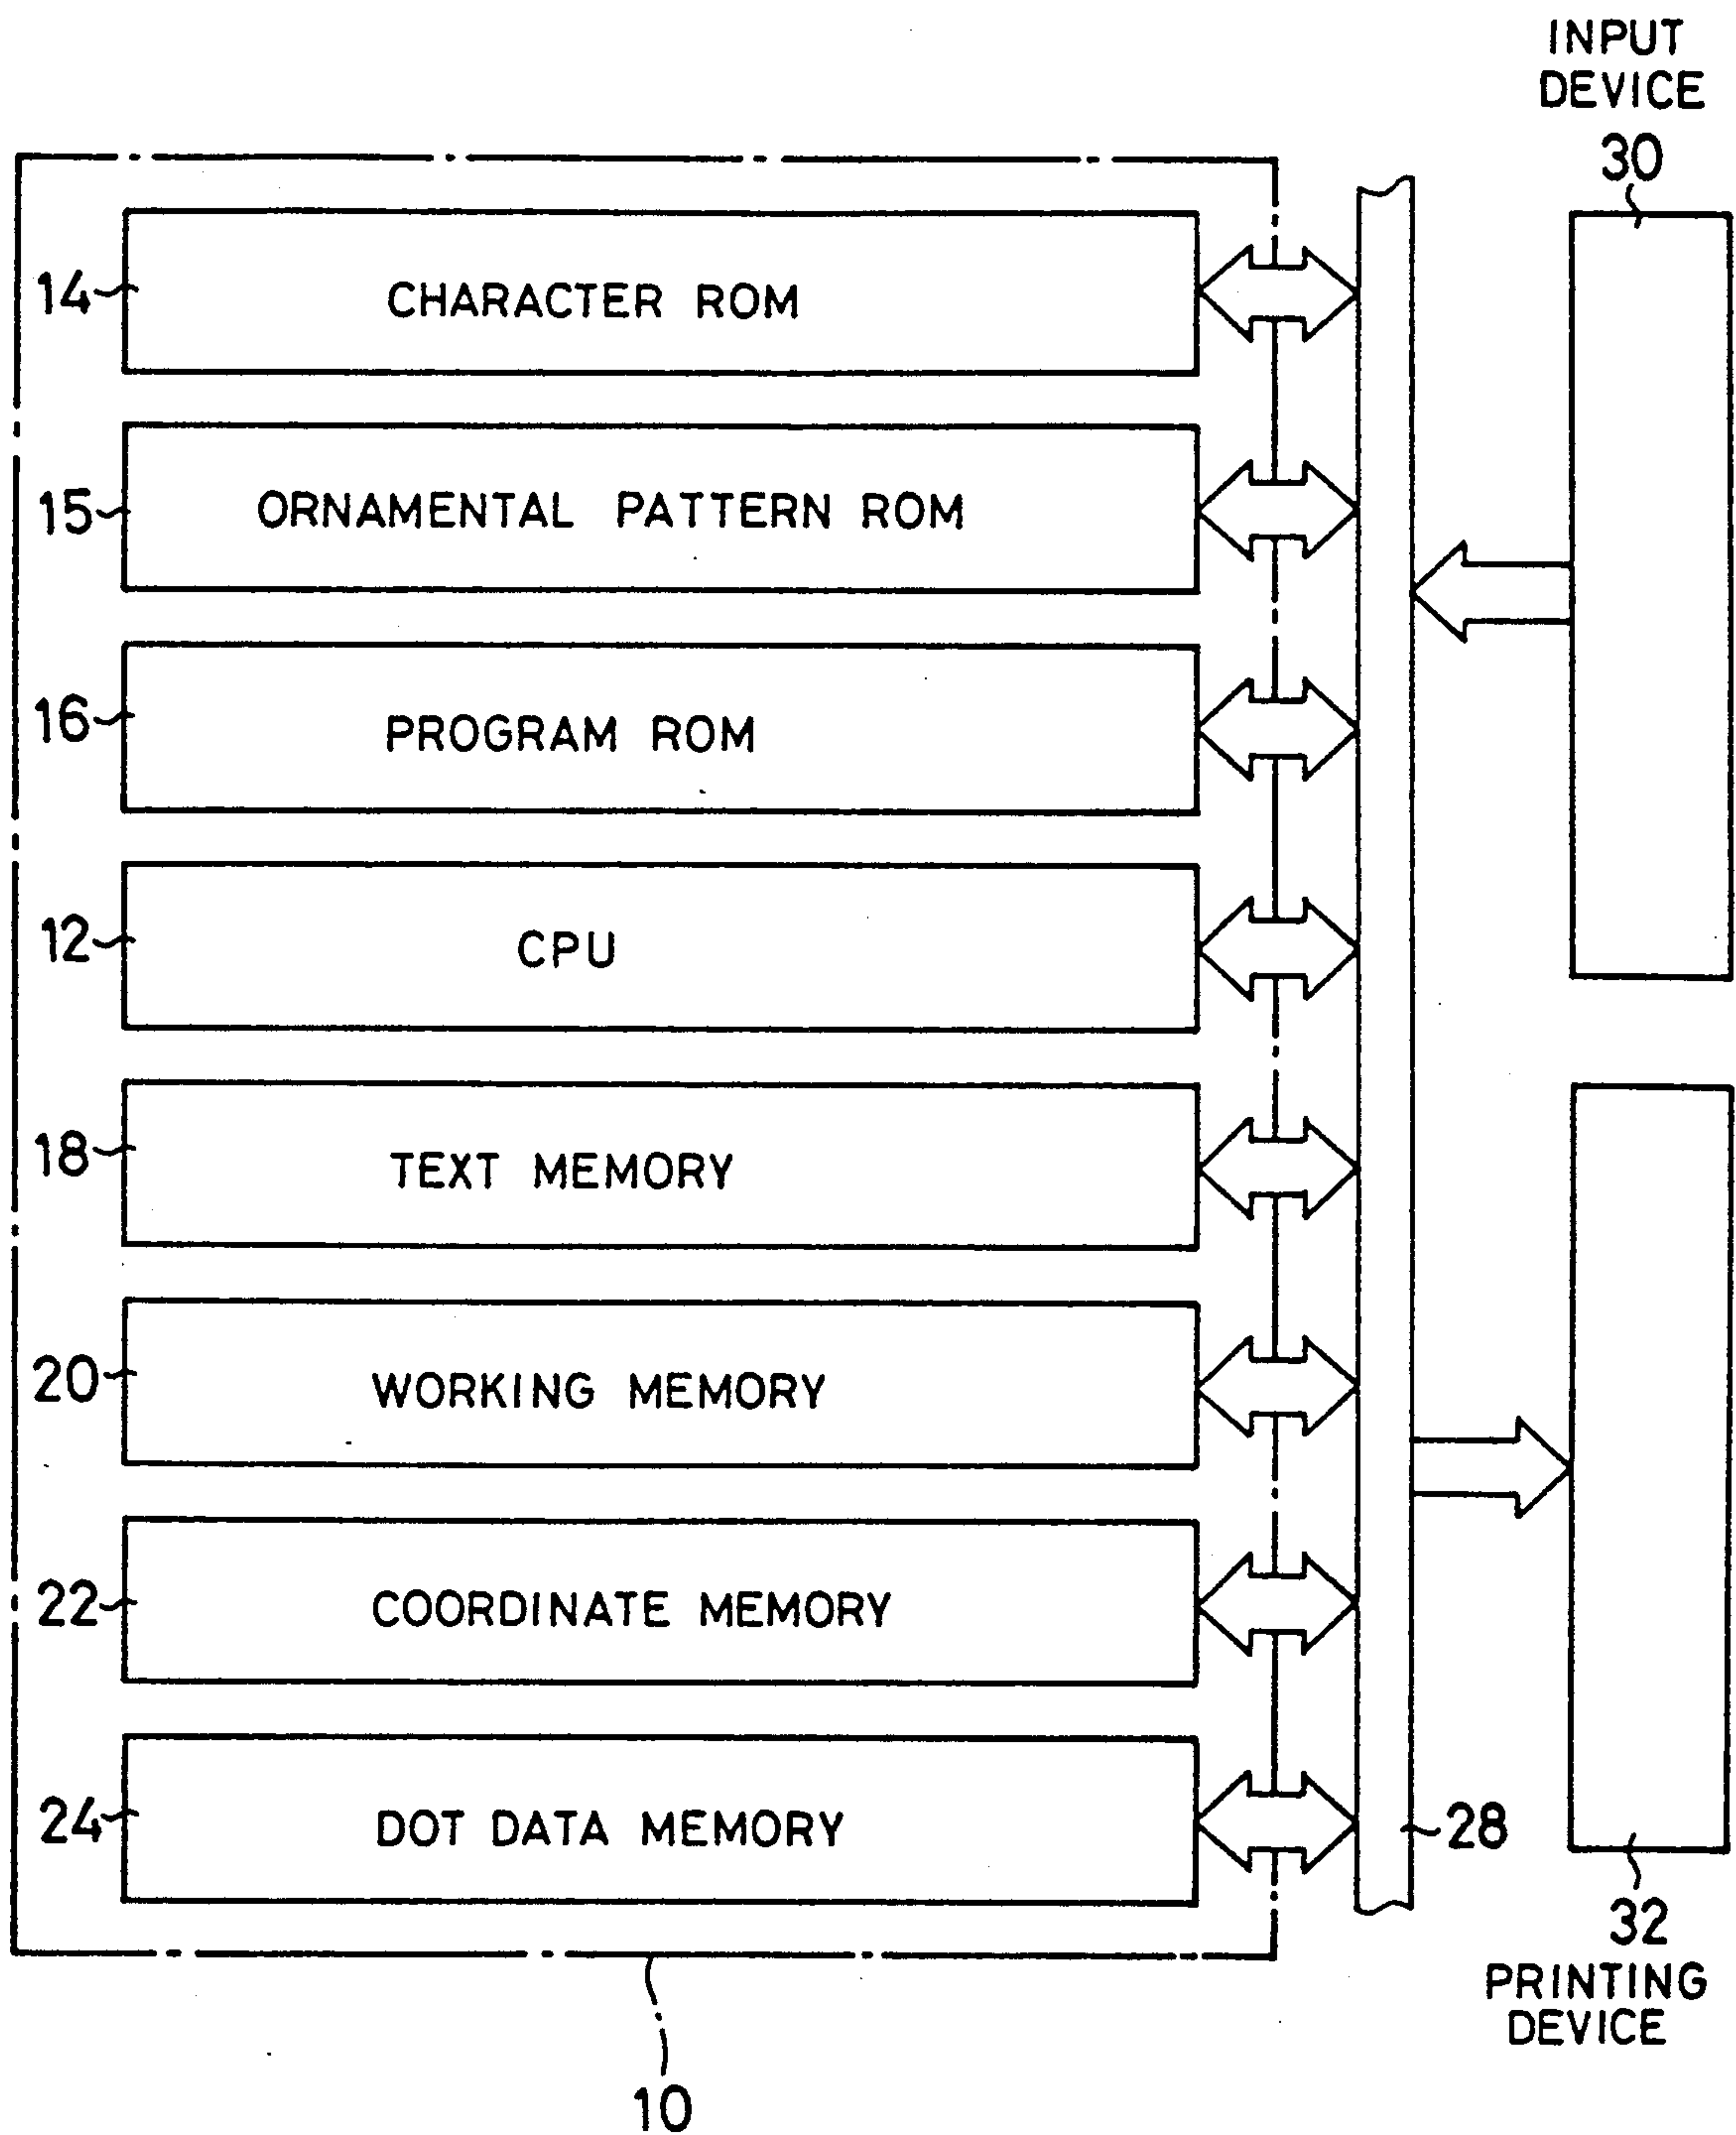 INPUT
DEVICE
30
14 CHARACTER ROM
15 ORNAMENTAL PATTERN ROM
16 PROGRAM ROM
12 CPU
18 TEXT MEMORY
20 WORKING MEMORY
22 COORDINATE MEMORY
24 DOT DATA MEMORY
28
32
PRINTING
DEVICE
10